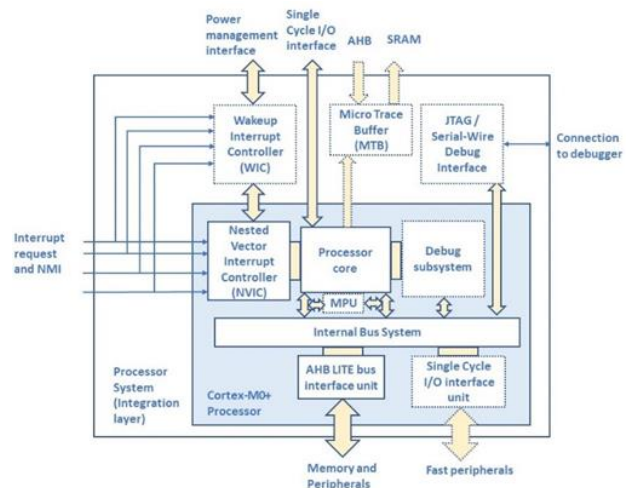 Power
management
interface
Single
Cycle I/O
interface
AHB
SRAM
Wakeup
Interrupt
Controller
(WIC)
Micro Trace
Buffer
(MTB)
JTAG /
Serial-Wire
Debug
Interface
Connection
to debugger
Interrupt
request
and NMI
Nested
Vector
Interrupt
Controller
(NVIC)
Processor
core
Debug
subsystem
MPU
Internal Bus System
Processor
System
(Integration
layer)
Cortex-M0+
Processor
AHB LITE bus
interface unit
Single Cycle
I/O interface
unit
Memory and
Peripherals
Fast peripherals